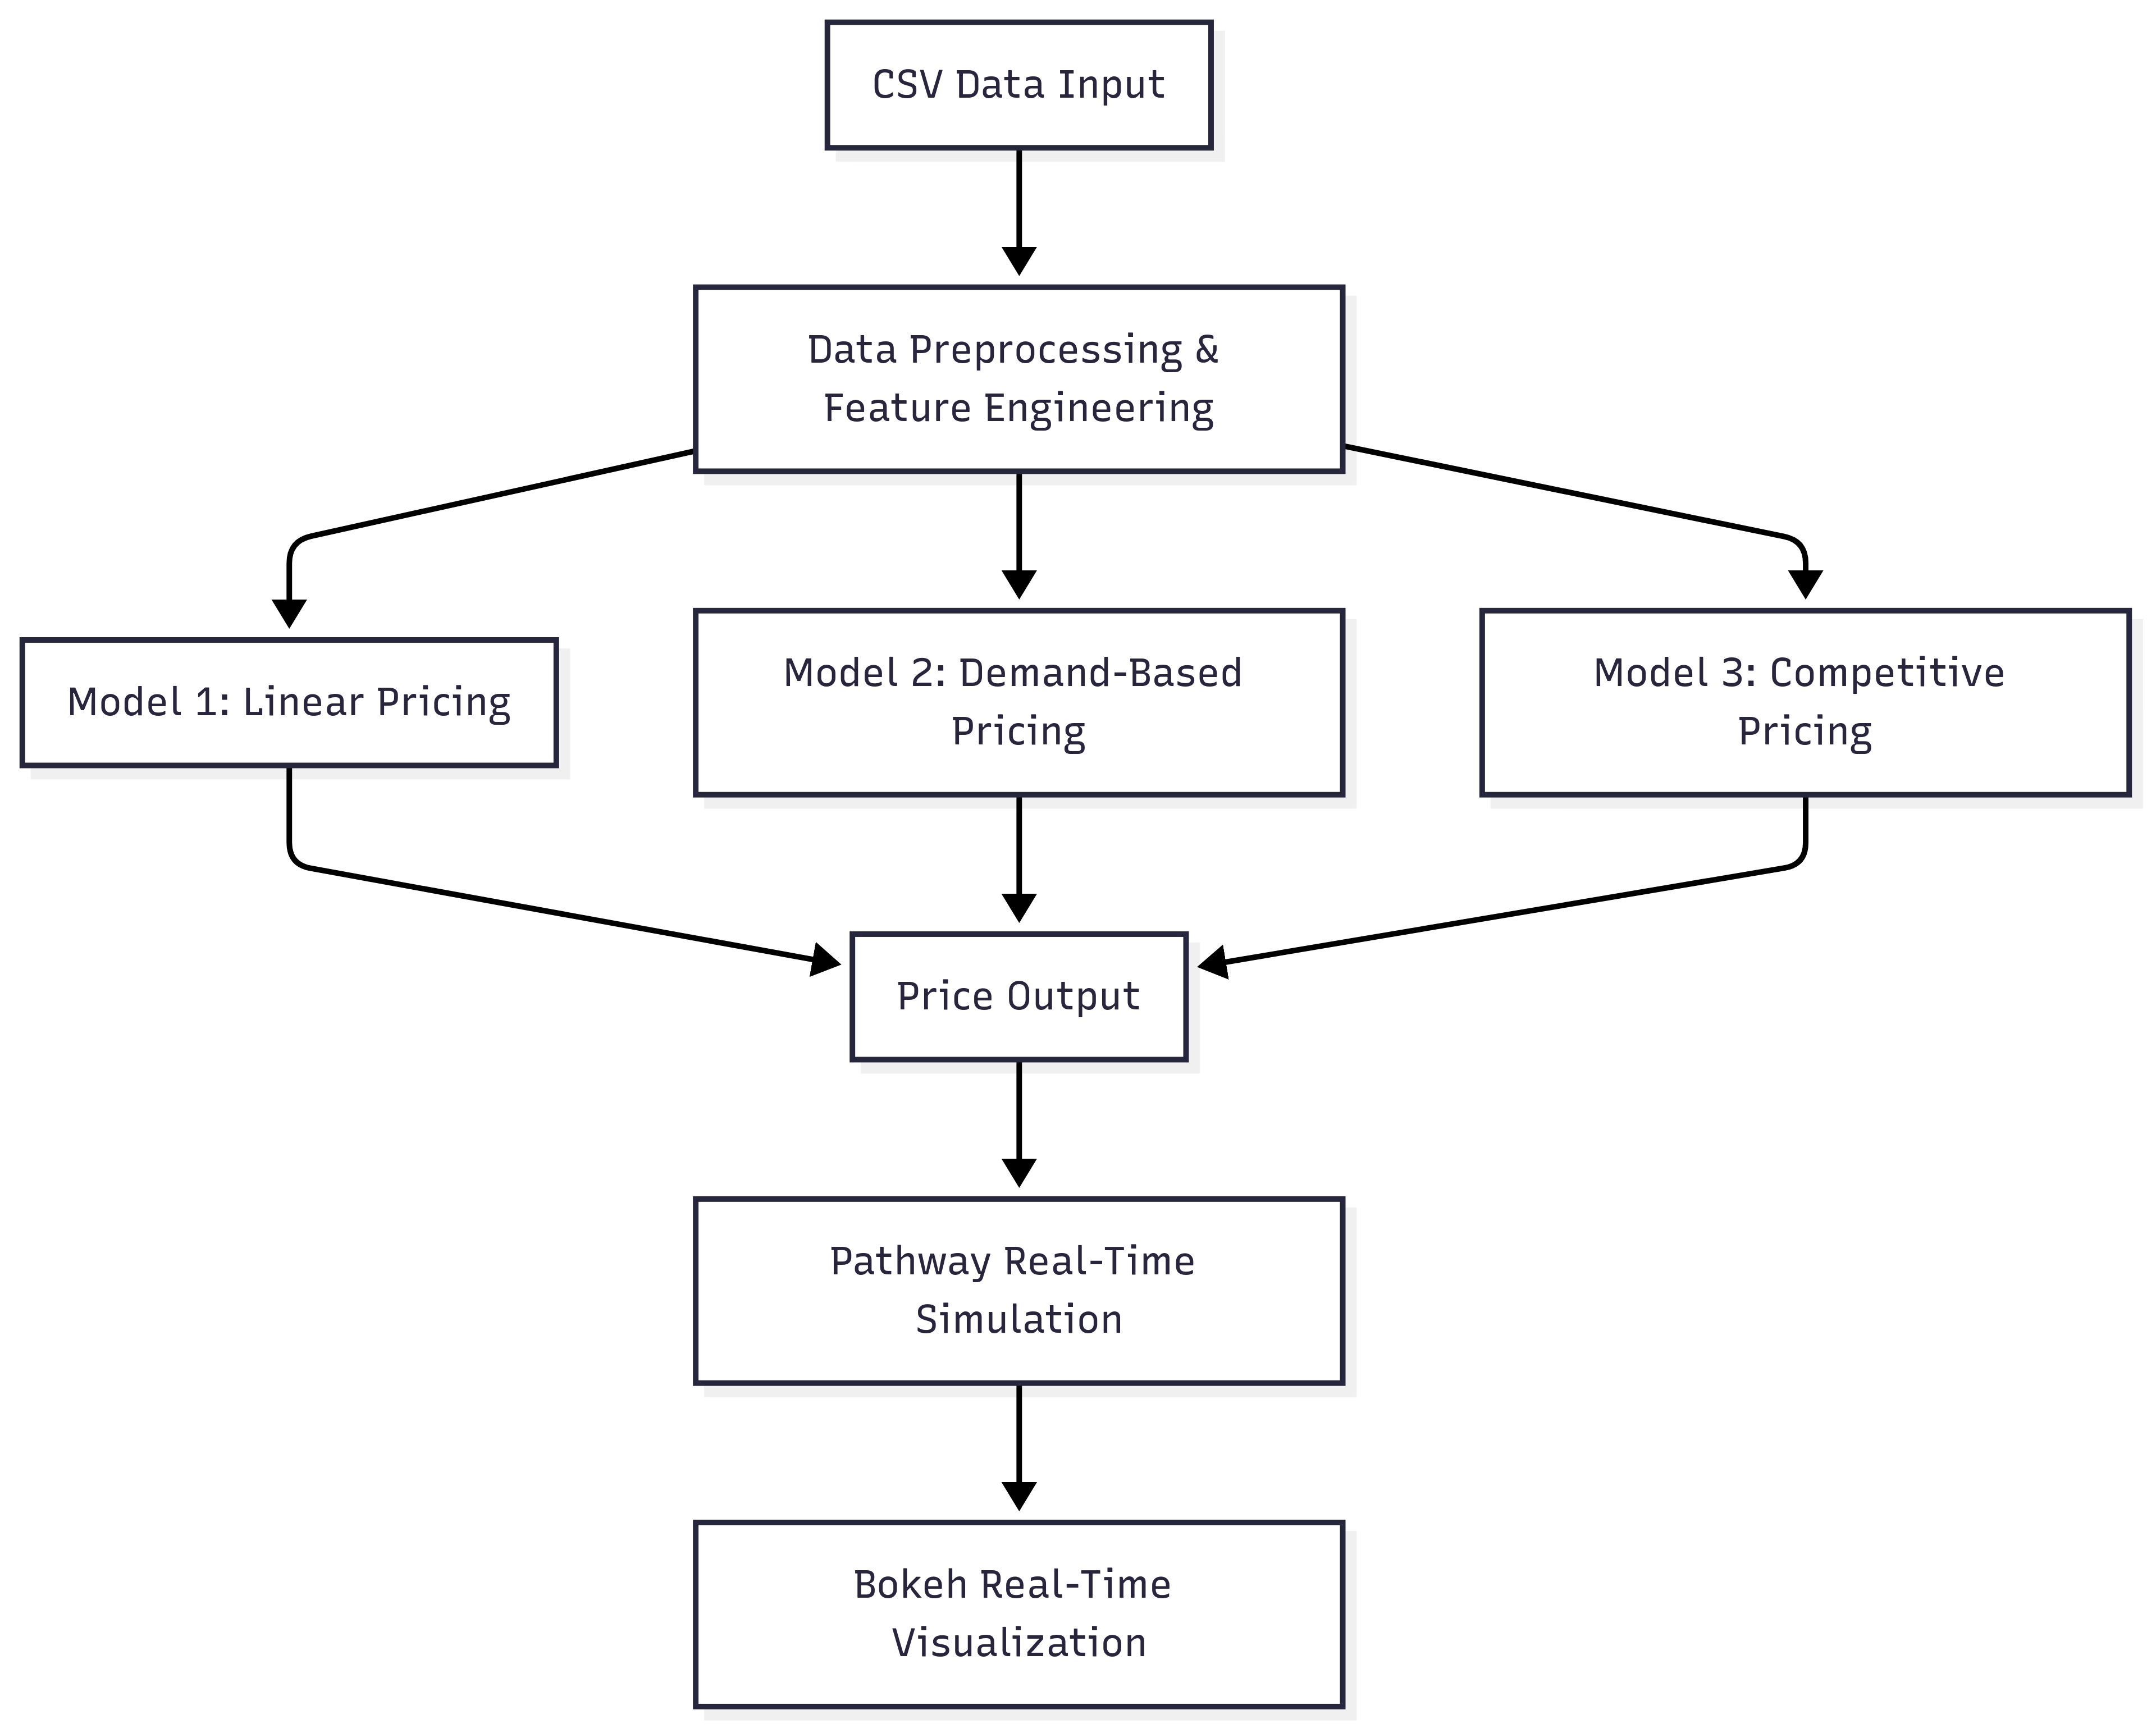 CSV Data Input
Data Preprocessing &
Feature Engineering
Model 1: Linear Pricing
Model 2: Demand-Based
Pricing
Model 3: Competitive
Pricing
Price Output
Pathway Real-Time
Simulation
Bokeh Real-Time
Visualization